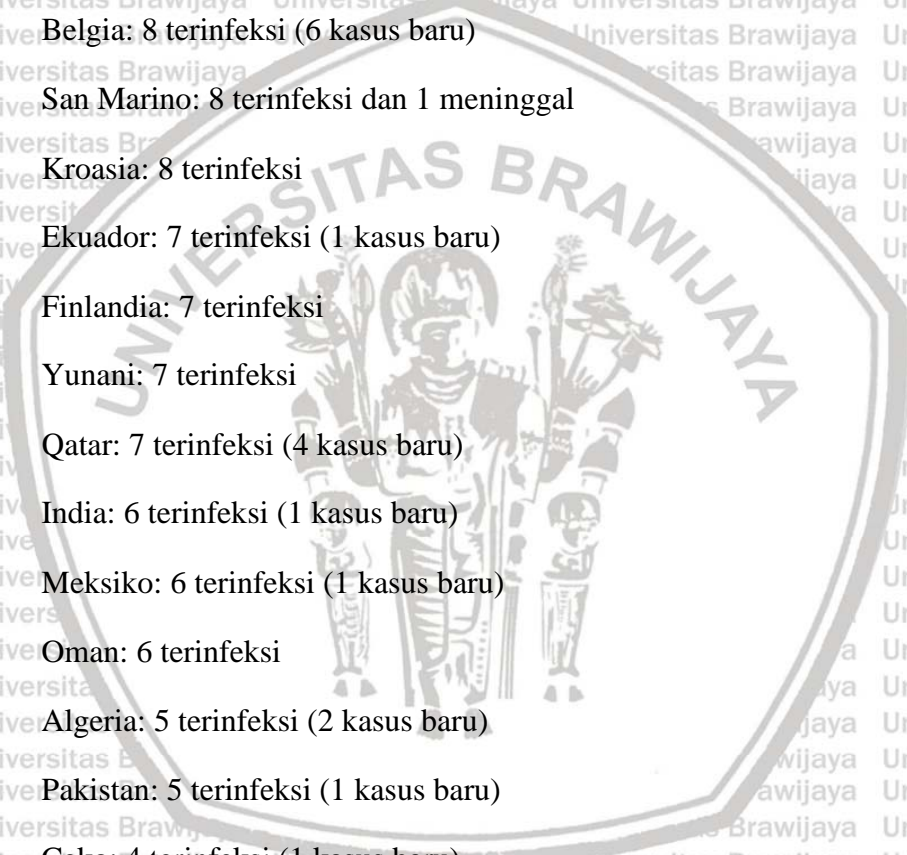 Belgia: 8 terinfeksi (6 kasus baru)
San Marino: 8 terinfeksi dan 1 meninggal
Kroasia: 8 terinfeksi
Ekuador: 7 terinfeksi (1 kasus baru)
Finlandia: 7 terinfeksi
Yunani: 7 terinfeksi
Qatar: 7 terinfeksi (4 kasus baru)
India: 6 terinfeksi (1 kasus baru)
Meksiko: 6 terinfeksi (1 kasus baru)
Oman: 6 terinfeksi
Algeria: 5 terinfeksi (2 kasus baru)
Pakistan: 5 terinfeksi (1 kasus baru)
UNIVERSITAS BRAWIJAYA